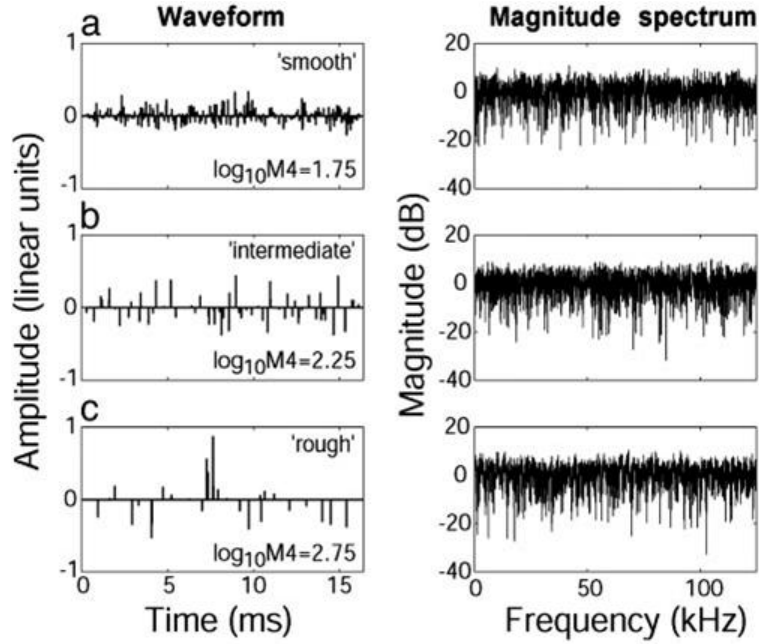 Waveform
Magnitude spectrum
a
1
0
-1
'smooth'
log10M4=1.75
20
0
-20
-40
b
1
0
-1
'intermediate'
log10M4=2.25
20
0
-20
-40
c
1
0
-1
'rough'
log10M4=2.75
20
0
-20
-40
0 5 10 15
0 50 100
Amplitude (linear units)
Magnitude (dB)
Time (ms)
Frequency (kHz)